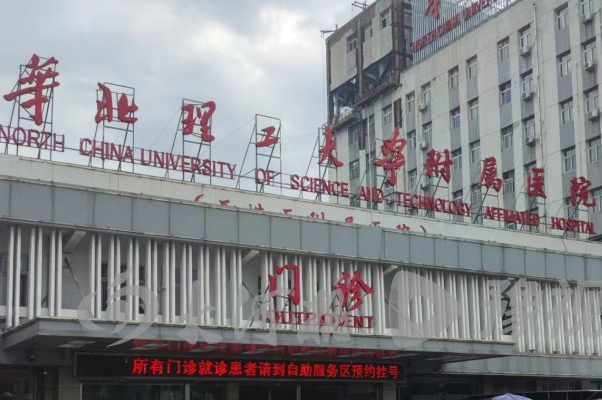 华北理工大学附属医院
NORTH CHINA UNIVERSITY OF SCIENCE AND TECHNOLOGY AFFILIATED HOSPITAL
门诊
OUTPATIENT
所有门诊就诊患者请到自助服务区预约挂号